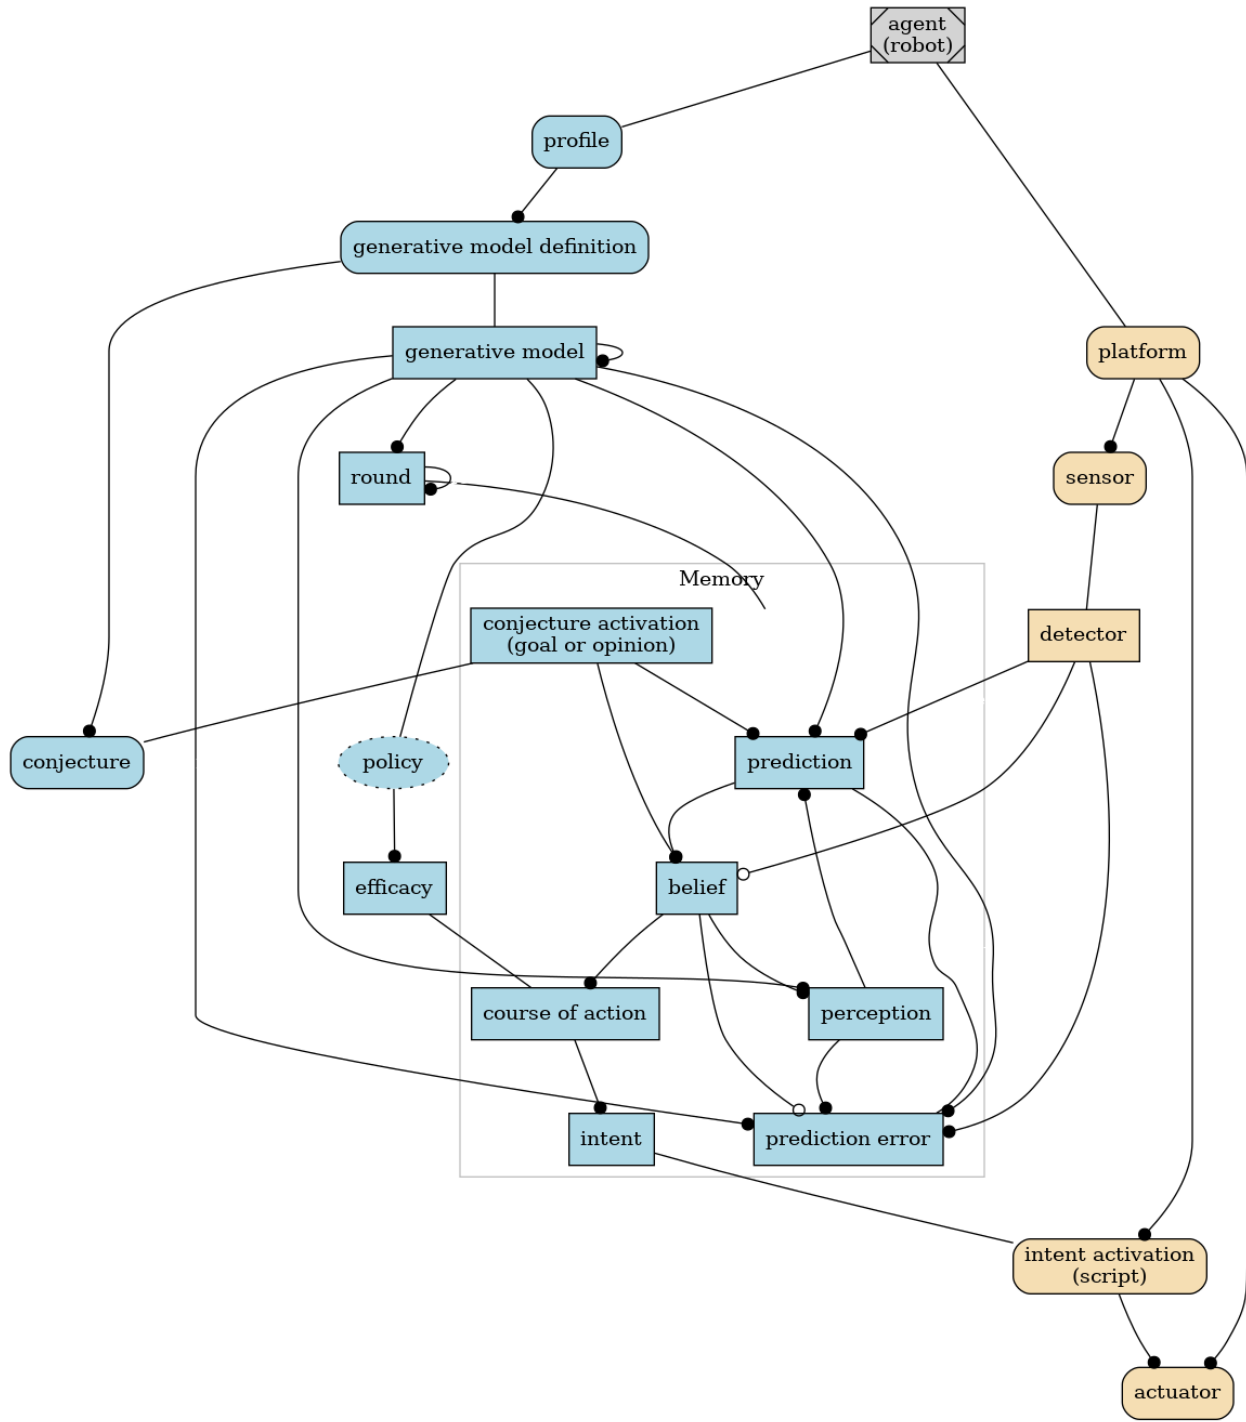 agent
(robot)
profile
generative model definition
generative model
platform
round
sensor
Memory
conjecture activation
(goal or opinion)
detector
conjecture
policy
prediction
efficacy
belief
course of action
perception
intent
prediction error
intent activation
(script)
actuator